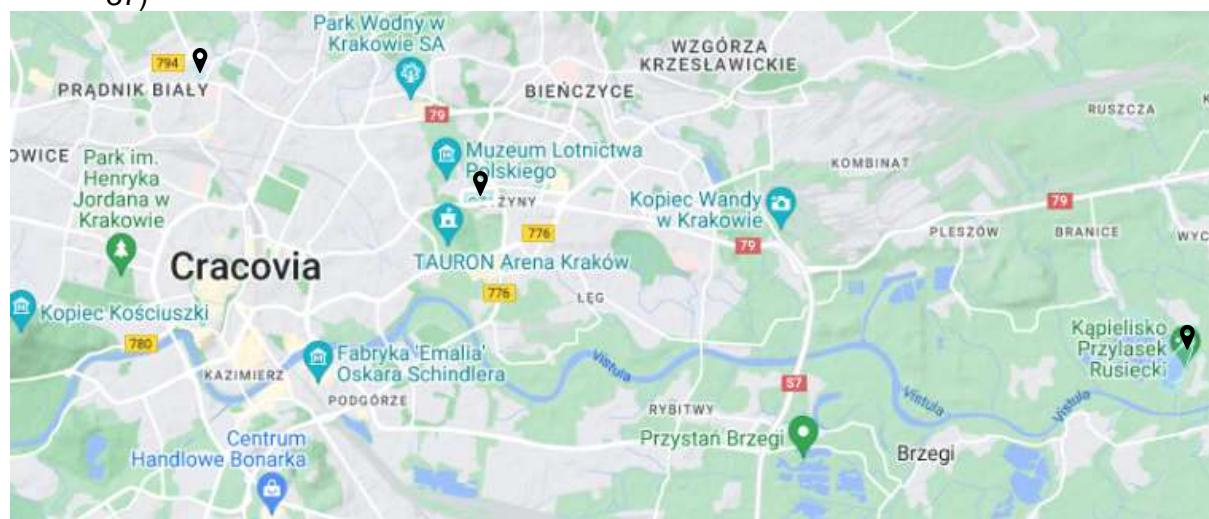 37)
Park Wodny w
Krakowie SA
WZGÓRZA
KRZESŁAWICKIE
794
PRĄDNIK BIAŁY
BIEŃCZYCE
RUSZCZA
79
OWICE
Park im.
Henryka
Jordana w
Krakowie
Muzeum Lotnictwa
Polskiego
KOMBINAT
ŻYNY
Kopiec Wandy
w Krakowie
79
776
79
PLESZÓW
BRANICE
WYC
Cracovia
TAURON Arena Kraków
776
ŁĘG
Kopiec Kościuszki
Kąpielisko
Przylasek
Rusiecki
780
Fabryka 'Emalia'
Oskara Schindlera
KAZIMIERZ
Vistula
S7
Vistula
Vistula
PODGÓRZE
RYBITWY
Przystań Brzegi
Brzegi
Centrum
Handlowe Bonarka